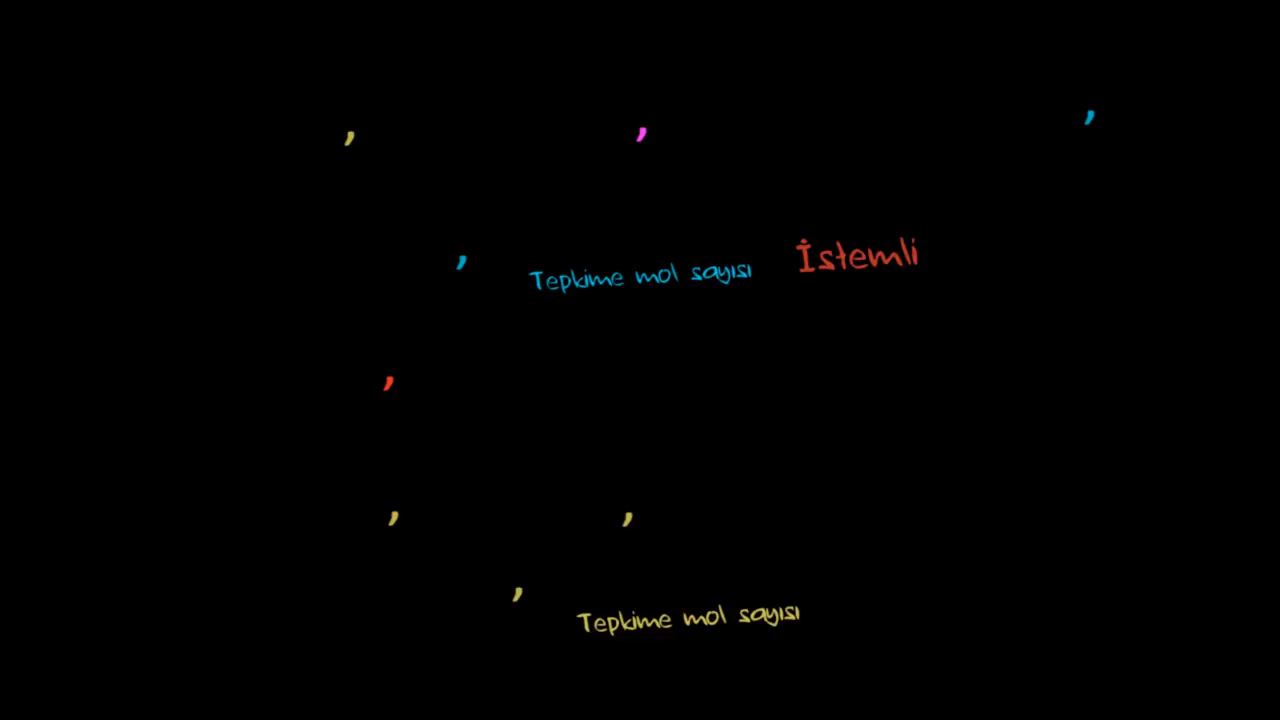 , , ,
, Tepkime mol sayısı İstemli
,
, ,
, Tepkime mol sayısı